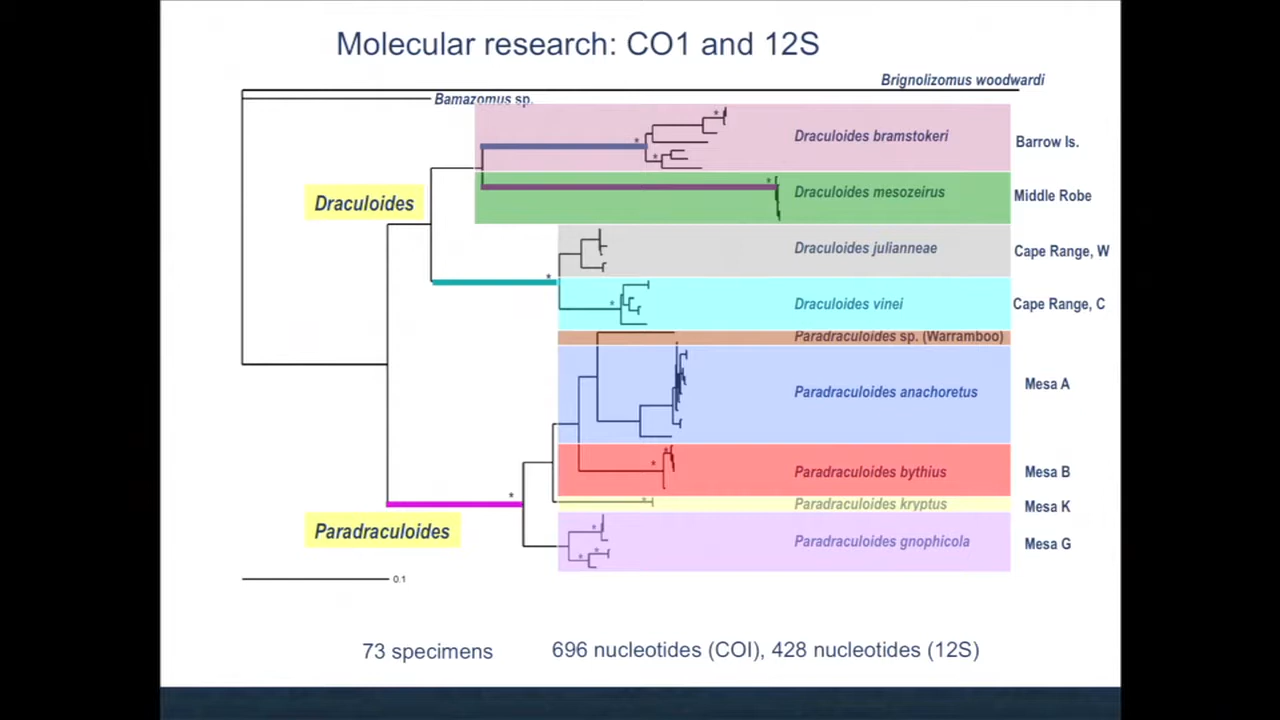 Molecular research: CO1 and 12S
Brignolizomus woodwardi
Bamazomus sp.
Draculoides bramstokeri
Barrow Is.
Draculoides
Draculoides mesozeirus
Middle Robe
Draculoides julianneae
Cape Range, W
Draculoides vinei
Cape Range, C
Paradraculoides sp. (Warramboo)
Paradraculoides anachoretus
Mesa A
Paradraculoides bythius
Mesa B
Paradraculoides kryptus
Mesa K
Paradraculoides
Paradraculoides gnophicola
Mesa G
0.1
73 specimens
696 nucleotides (COI), 428 nucleotides (12S)